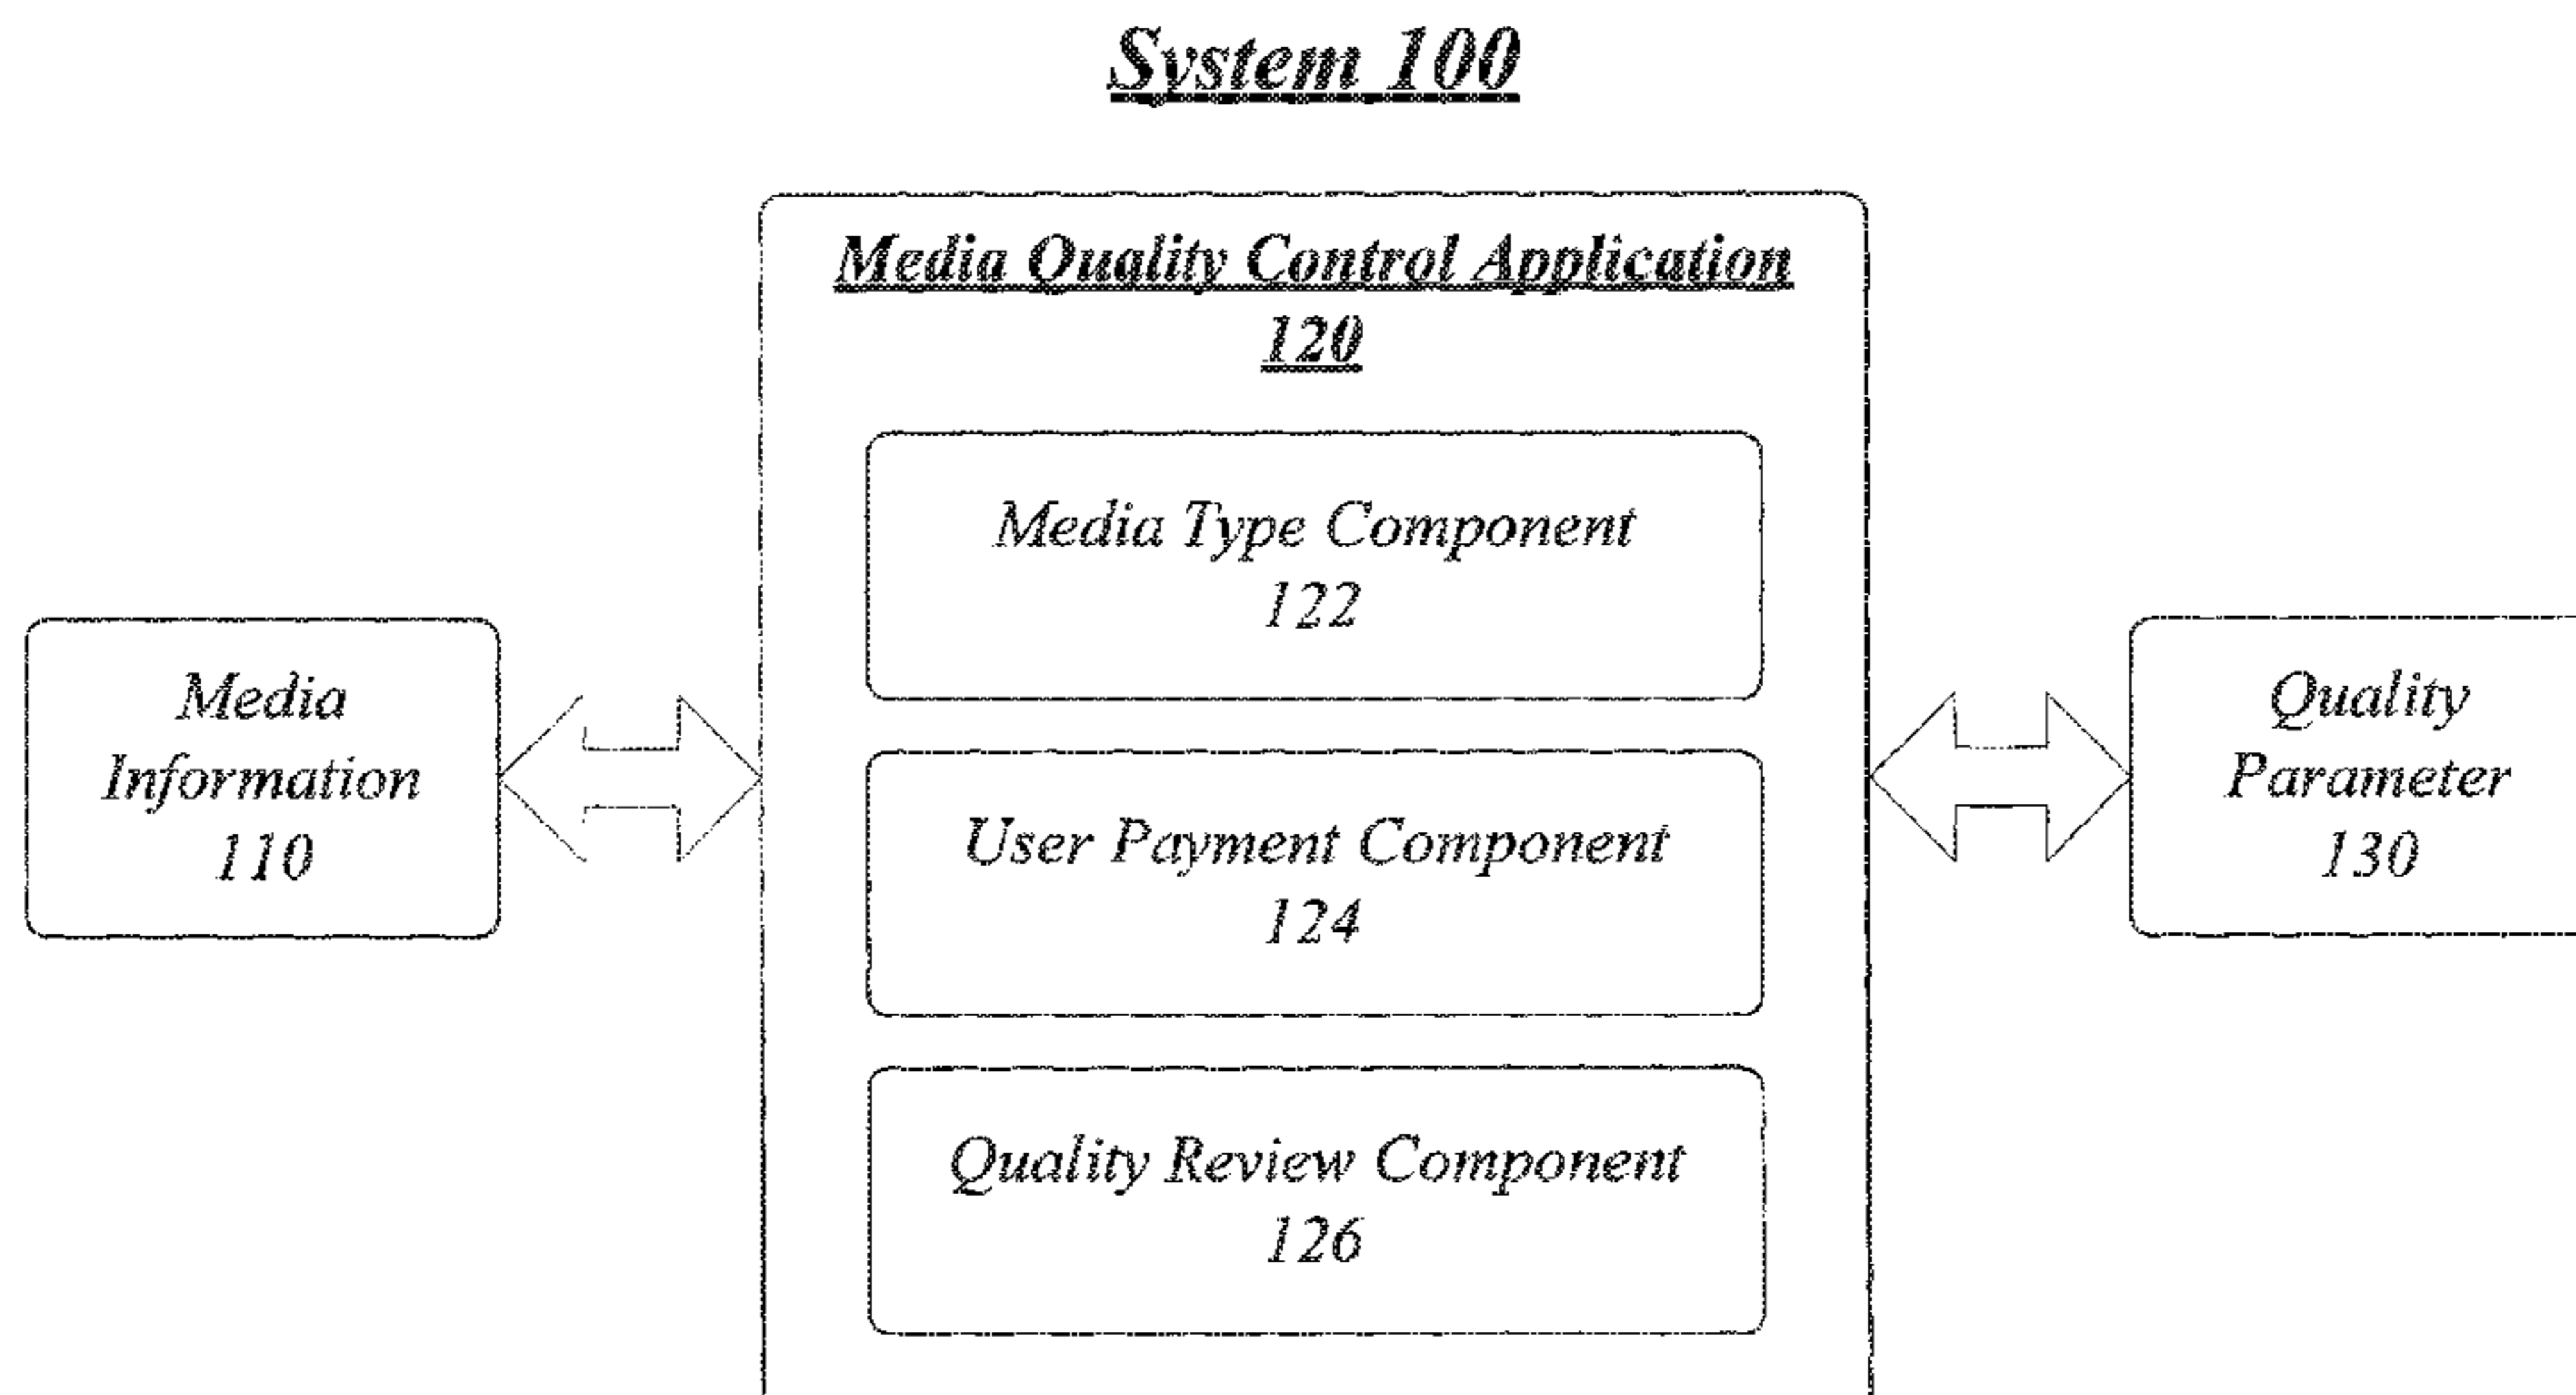 System 100
Media Quality Control Application
120
Media Type Component
122
Media
Information
110
User Payment Component
124
Quality
Parameter
130
Quality Review Component
126